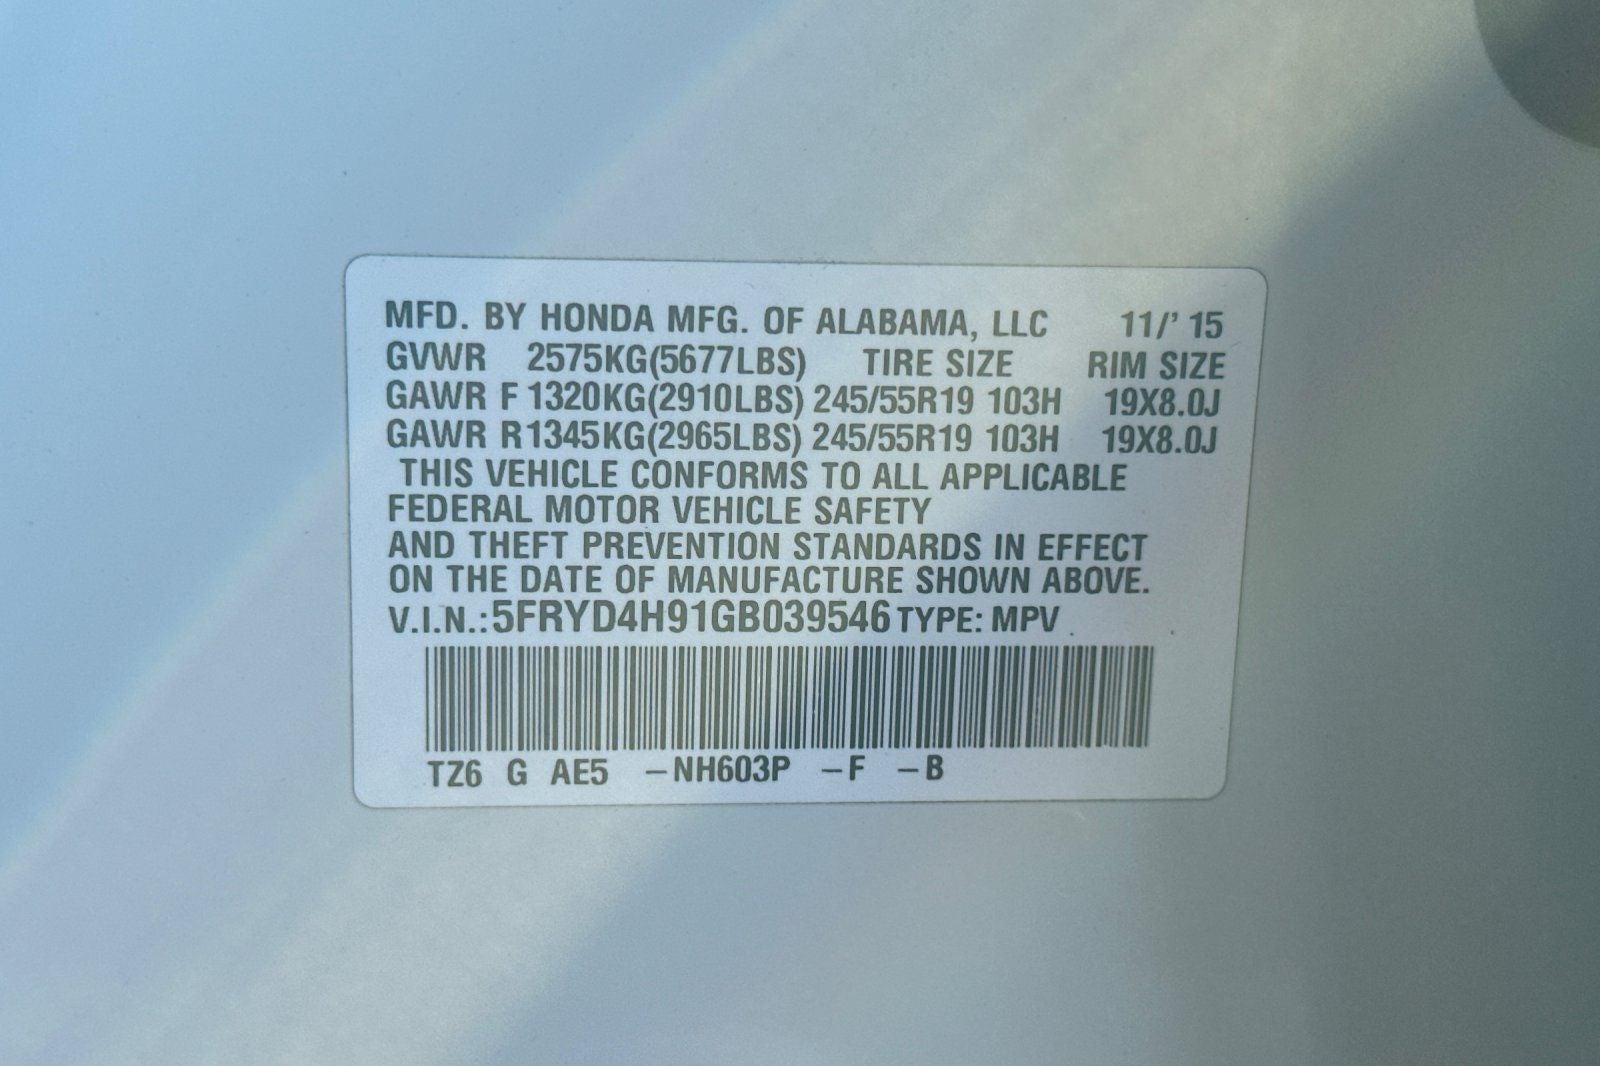 MFD. BY HONDA MFG. OF ALABAMA, LLC 11/' 15
GVWR 2575KG(5677LBS) TIRE SIZE RIM SIZE
GAWR F 1320KG(2910LBS) 245/55R19 103H 19X8.0J
GAWR R1345KG(2965LBS) 245/55R19 103H 19X8.0J
THIS VEHICLE CONFORMS TO ALL APPLICABLE
FEDERAL MOTOR VEHICLE SAFETY
AND THEFT PREVENTION STANDARDS IN EFFECT
ON THE DATE OF MANUFACTURE SHOWN ABOVE.
V.I.N.: 5FRYD4H91GB039546 TYPE: MPV
TZ6 G AE5 –NH603P –F –B